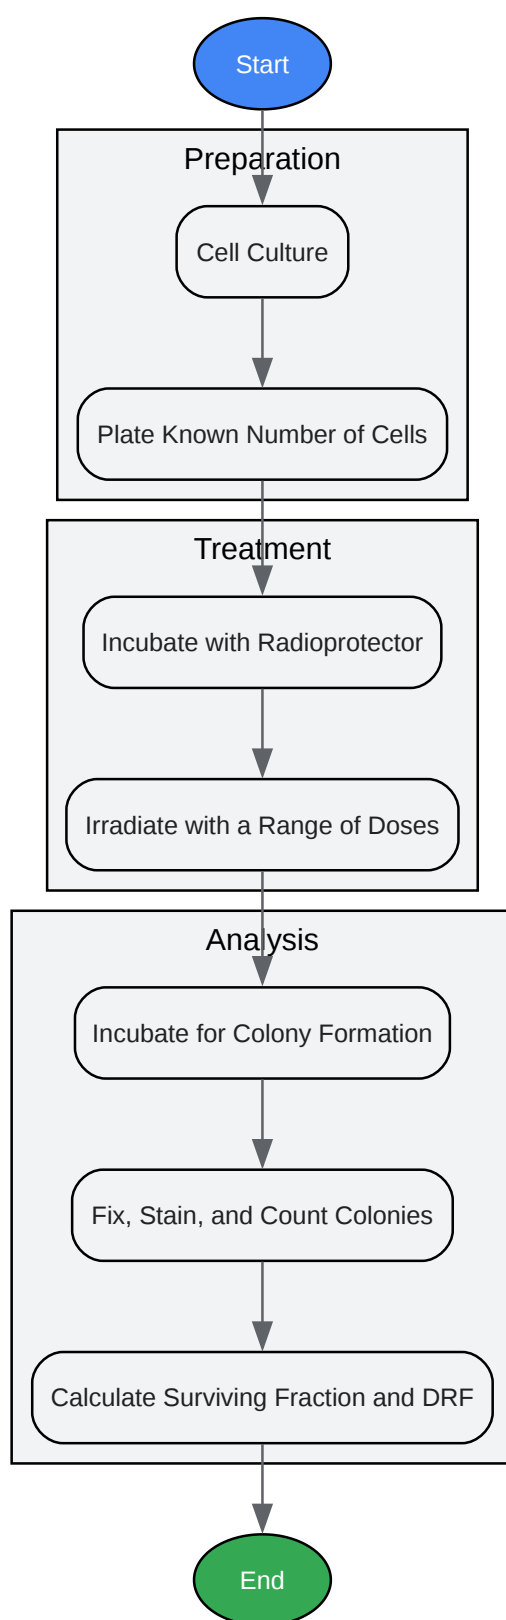 Start
Preparation
Cell Culture
Plate Known Number of Cells
Treatment
Incubate with Radioprotector
Irradiate with a Range of Doses
Analysis
Incubate for Colony Formation
Fix, Stain, and Count Colonies
Calculate Surviving Fraction and DRF
End